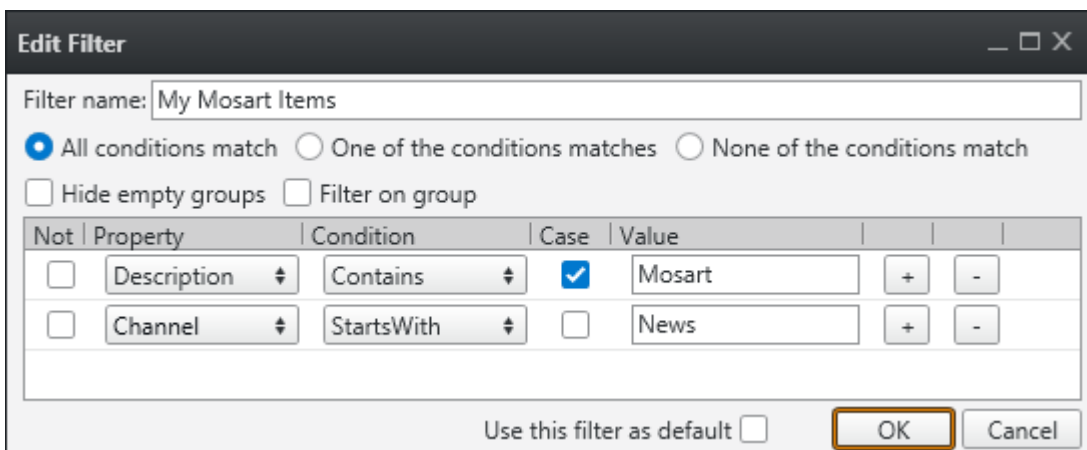 Edit Filter
Filter name: My Mosart Items
All conditions match One of the conditions matches None of the conditions match
Hide empty groups Filter on group
Not Property Condition Case Value
Description Contains Mosart + -
Channel StartsWith News + -
Use this filter as default OK Cancel